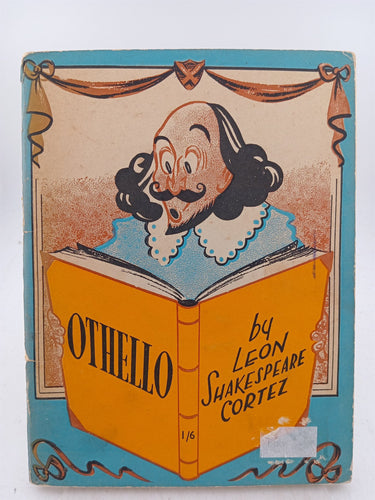 OTHELLO
by
LEON
SHAKESPEARE
CORTEZ
1/6